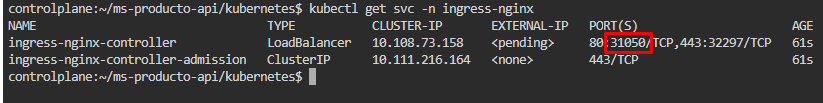 controlplane:~/ms-producto-api/kubernetes$ kubectl get svc -n ingress-nginx
NAME TYPE CLUSTER-IP EXTERNAL-IP PORT(S) AGE
ingress-nginx-controller LoadBalancer 10.108.73.158 <pending> 80:31050/TCP,443:32297/TCP 61s
ingress-nginx-controller-admission ClusterIP 10.111.216.164 <none> 443/TCP 61s
controlplane:~/ms-producto-api/kubernetes$